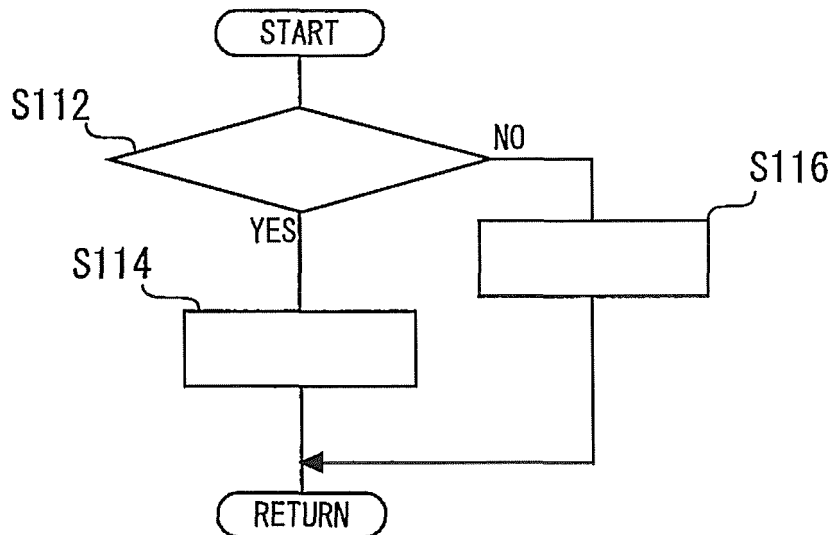 START
S112
NO
S116
YES
S114
RETURN